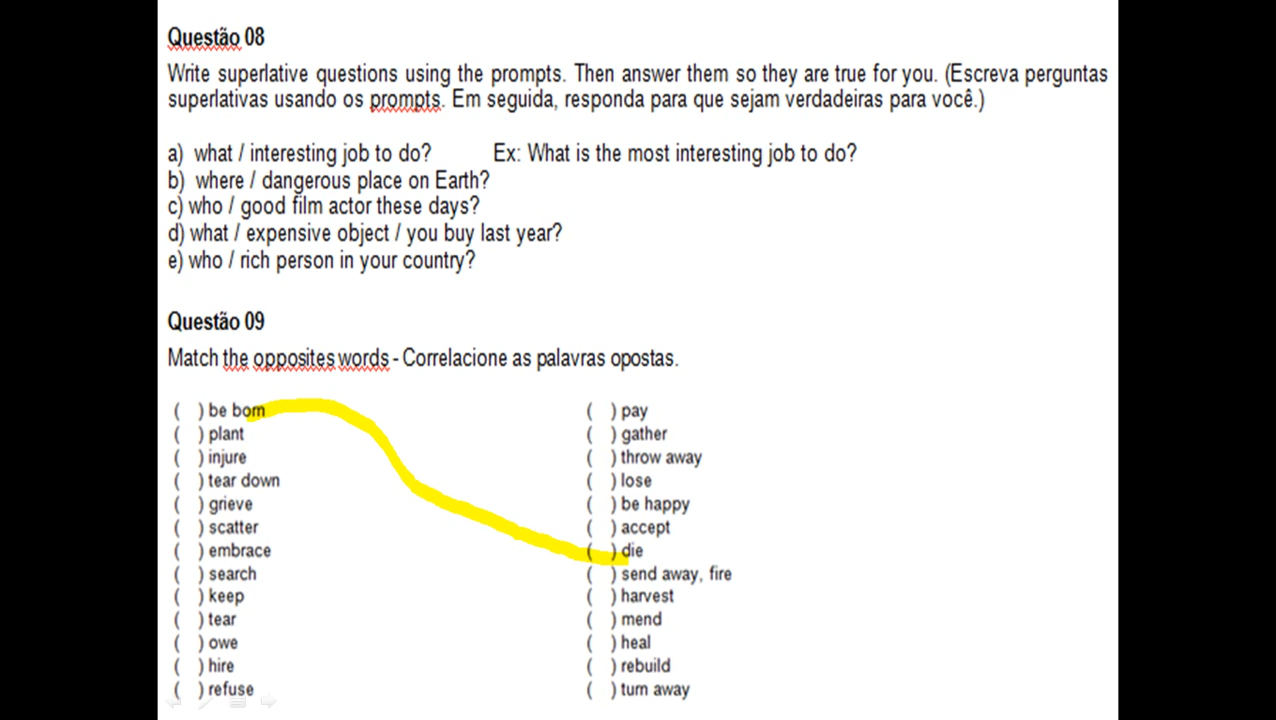 Questão 08
Write superlative questions using the prompts. Then answer them so they are true for you. (Escreva perguntas
superlativas usando os prompts. Em seguida, responda para que sejam verdadeiras para você.)
a) what / interesting job to do? Ex: What is the most interesting job to do?
b) where / dangerous place on Earth?
c) who / good film actor these days?
d) what / expensive object / you buy last year?
e) who / rich person in your country?
Questão 09
Match the opposites words - Correlacione as palavras opostas.
( ) be born ( ) pay
( ) plant ( ) gather
( ) injure ( ) throw away
( ) tear down ( ) lose
( ) grieve ( ) be happy
( ) scatter ( ) accept
( ) embrace ( ) die
( ) search ( ) send away, fire
( ) keep ( ) harvest
( ) tear ( ) mend
( ) owe ( ) heal
( ) hire ( ) rebuild
( ) refuse ( ) turn away